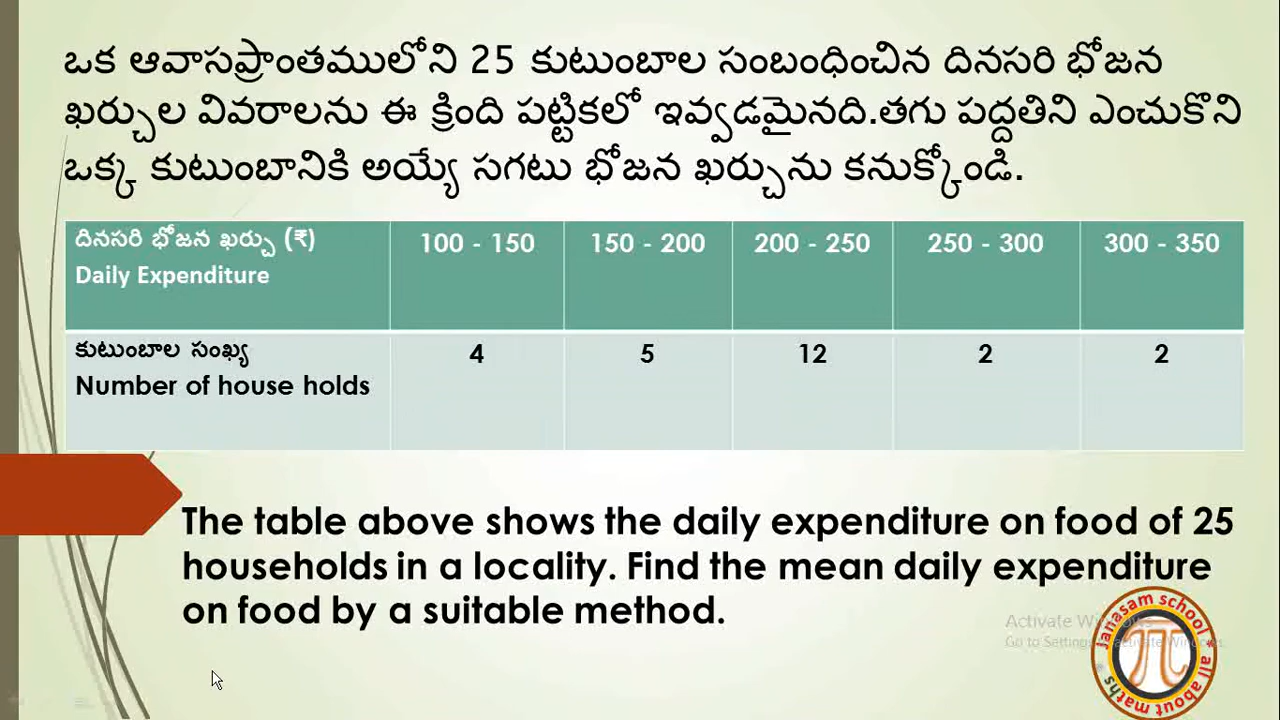 ఒక ఆవాసప్రాంతములోని 25 కుటుంబాల సంబంధించిన దినసరి భోజన
ఖర్చుల వివరాలను ఈ క్రింది పట్టికలో ఇవ్వడమైనది.తగు పద్దతిని ఎంచుకొని
ఒక్క కుటుంబానికి అయ్యే సగటు భోజన ఖర్చును కనుక్కోండి.
దినసరి భోజన ఖర్చు (₹) 100 - 150 150 - 200 200 - 250 250 - 300 300 - 350
Daily Expenditure
కుటుంబాల సంఖ్య 4 5 12 2 2
Number of house holds
The table above shows the daily expenditure on food of 25
households in a locality. Find the mean daily expenditure
on food by a suitable method.
Activate Windows
Go to Settings to activate Windows.
Janasam school * all about maths *
π